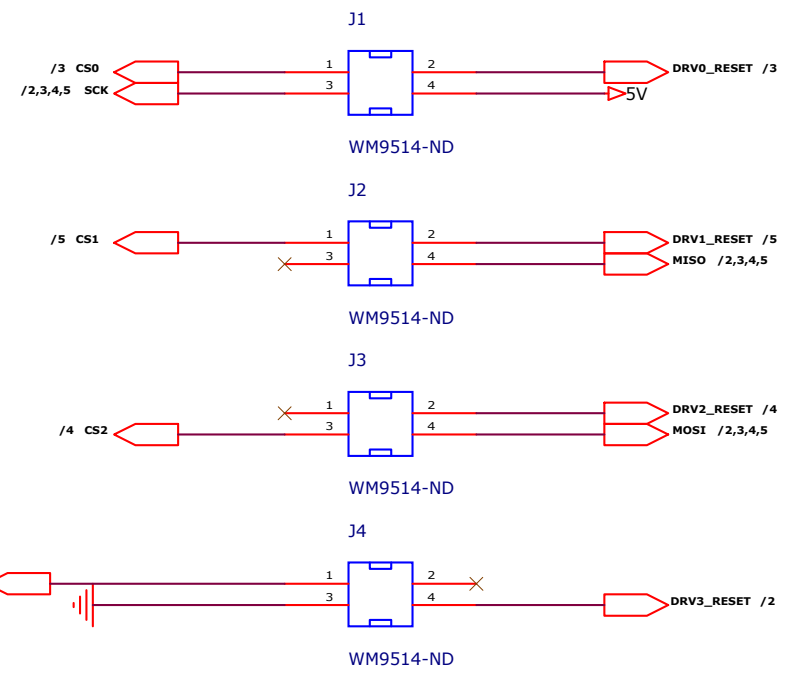 J1
/3 CS0 1 2 DRV0_RESET /3
/2,3,4,5 SCK 3 4 5V
WM9514-ND
J2
/5 CS1 1 2 DRV1_RESET /5
3 4 MISO /2,3,4,5
WM9514-ND
J3
1 2 DRV2_RESET /4
/4 CS2 3 4 MOSI /2,3,4,5
WM9514-ND
J4
1 2
3 4 DRV3_RESET /2
WM9514-ND